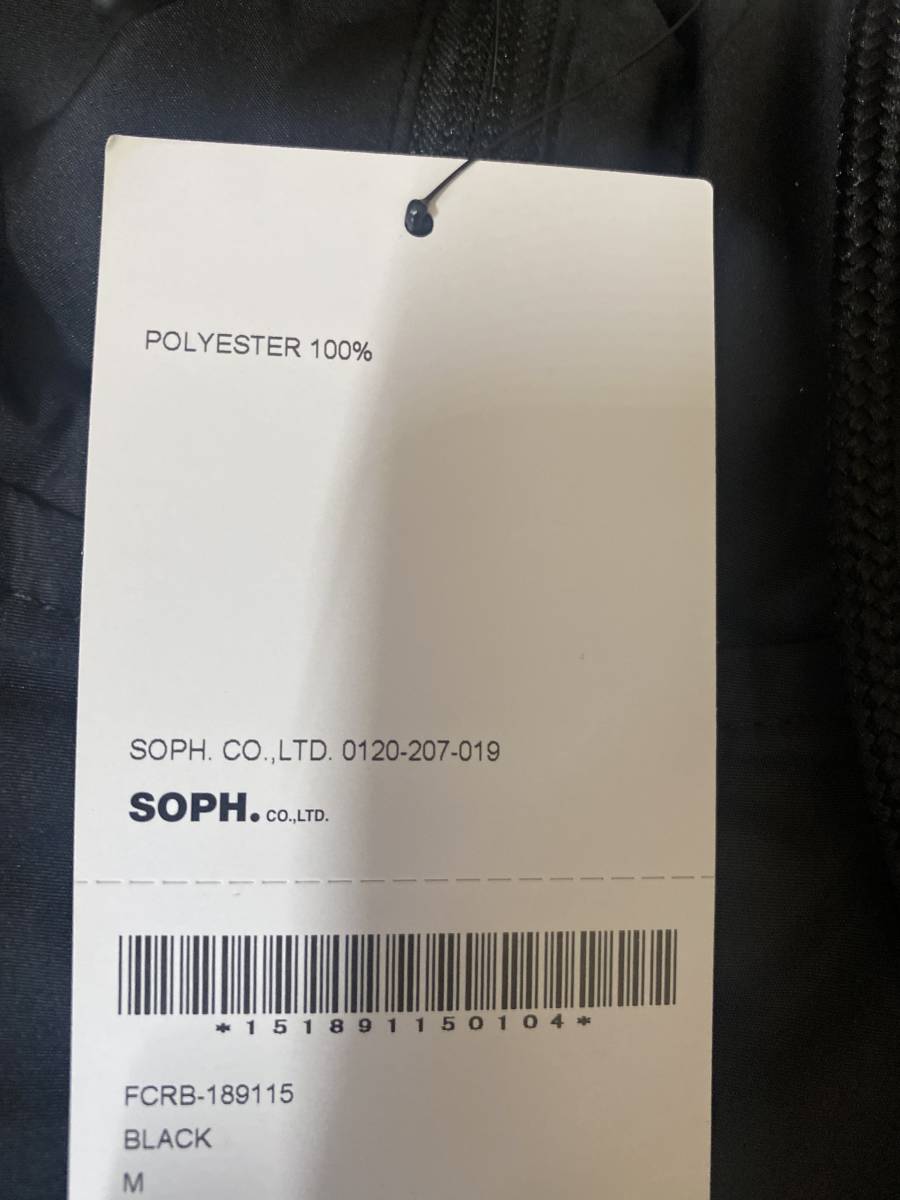 POLYESTER 100%
SOPH. CO.,LTD. 0120-207-019
SOPH. CO.,LTD.
*151891150104*
FCRB-189115
BLACK
M